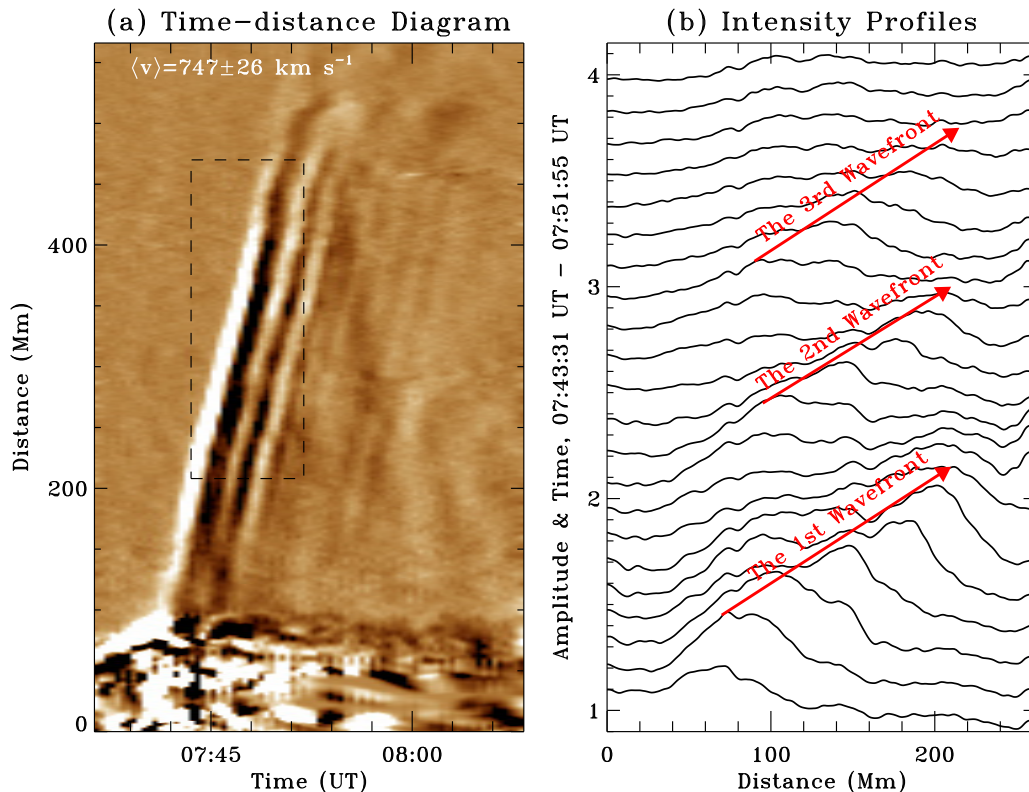 (a) Time-distance Diagram
⟨v⟩=747±26 km s⁻¹
400
200
0
Distance (Mm)
07:45
08:00
Time (UT)
(b) Intensity Profiles
4
3
2
1
Amplitude & Time, 07:43:31 UT - 07:51:55 UT
The 3rd Wavefront
The 2nd Wavefront
The 1st Wavefront
0
100
200
Distance (Mm)